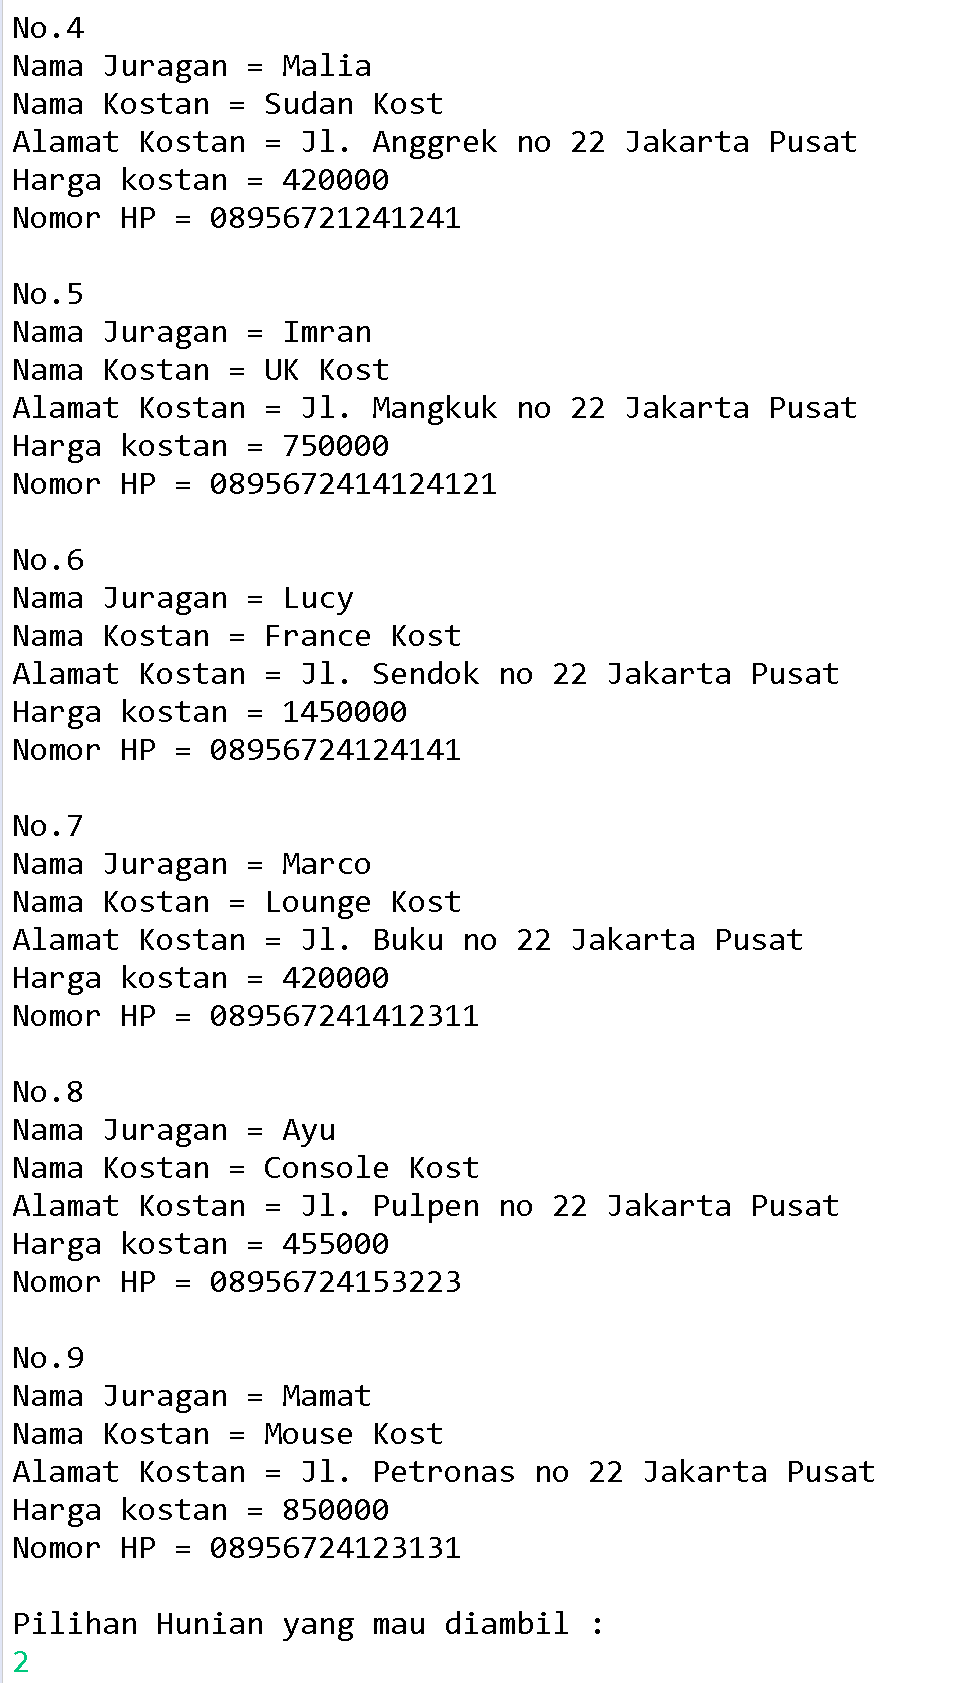 No.4
Nama Juragan = Malia
Nama Kostan = Sudan Kost
Alamat Kostan = Jl. Anggrek no 22 Jakarta Pusat
Harga kostan = 420000
Nomor HP = 08956721241241
No.5
Nama Juragan = Imran
Nama Kostan = UK Kost
Alamat Kostan = Jl. Mangkuk no 22 Jakarta Pusat
Harga kostan = 750000
Nomor HP = 0895672414124121
No.6
Nama Juragan = Lucy
Nama Kostan = France Kost
Alamat Kostan = Jl. Sendok no 22 Jakarta Pusat
Harga kostan = 1450000
Nomor HP = 08956724124141
No.7
Nama Juragan = Marco
Nama Kostan = Lounge Kost
Alamat Kostan = Jl. Buku no 22 Jakarta Pusat
Harga kostan = 420000
Nomor HP = 089567241412311
No.8
Nama Juragan = Ayu
Nama Kostan = Console Kost
Alamat Kostan = Jl. Pulpen no 22 Jakarta Pusat
Harga kostan = 455000
Nomor HP = 08956724153223
No.9
Nama Juragan = Mamat
Nama Kostan = Mouse Kost
Alamat Kostan = Jl. Petronas no 22 Jakarta Pusat
Harga kostan = 850000
Nomor HP = 08956724123131
Pilihan Hunian yang mau diambil :
2